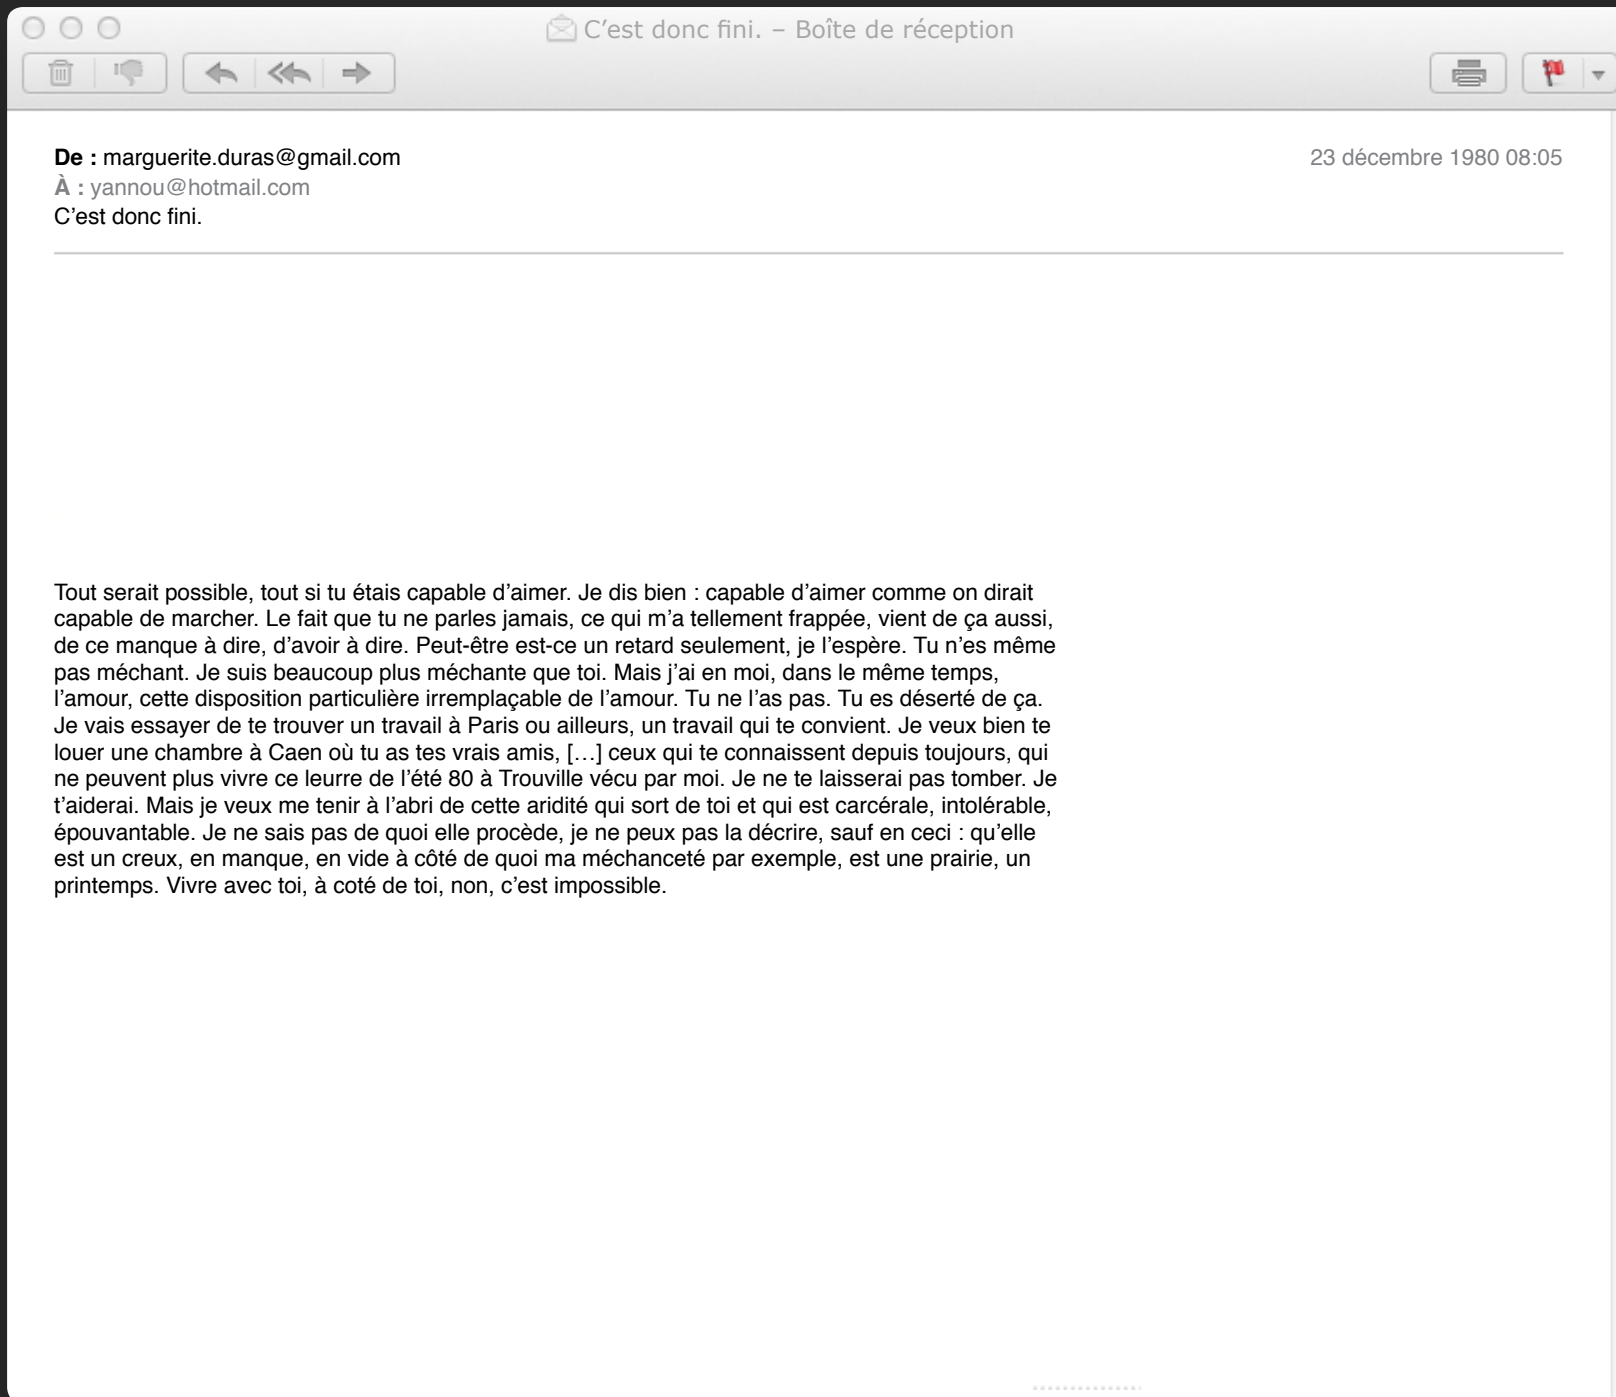 C’est donc fini. – Boîte de réception
De : marguerite.duras@gmail.com
23 décembre 1980 08:05
À : yannou@hotmail.com
C’est donc fini.
Tout serait possible, tout si tu étais capable d’aimer. Je dis bien : capable d’aimer comme on dirait
capable de marcher. Le fait que tu ne parles jamais, ce qui m’a tellement frappée, vient de ça aussi,
de ce manque à dire, d’avoir à dire. Peut-être est-ce un retard seulement, je l’espère. Tu n’es même
pas méchant. Je suis beaucoup plus méchante que toi. Mais j’ai en moi, dans le même temps,
l’amour, cette disposition particulière irremplaçable de l’amour. Tu ne l’as pas. Tu es déserté de ça.
Je vais essayer de te trouver un travail à Paris ou ailleurs, un travail qui te convient. Je veux bien te
louer une chambre à Caen où tu as tes vrais amis, […] ceux qui te connaissent depuis toujours, qui
ne peuvent plus vivre ce leurre de l’été 80 à Trouville vécu par moi. Je ne te laisserai pas tomber. Je
t’aiderai. Mais je veux me tenir à l’abri de cette aridité qui sort de toi et qui est carcérale, intolérable,
épouvantable. Je ne sais pas de quoi elle procède, je ne peux pas la décrire, sauf en ceci : qu’elle
est un creux, en manque, en vide à côté de quoi ma méchanceté par exemple, est une prairie, un
printemps. Vivre avec toi, à coté de toi, non, c’est impossible.